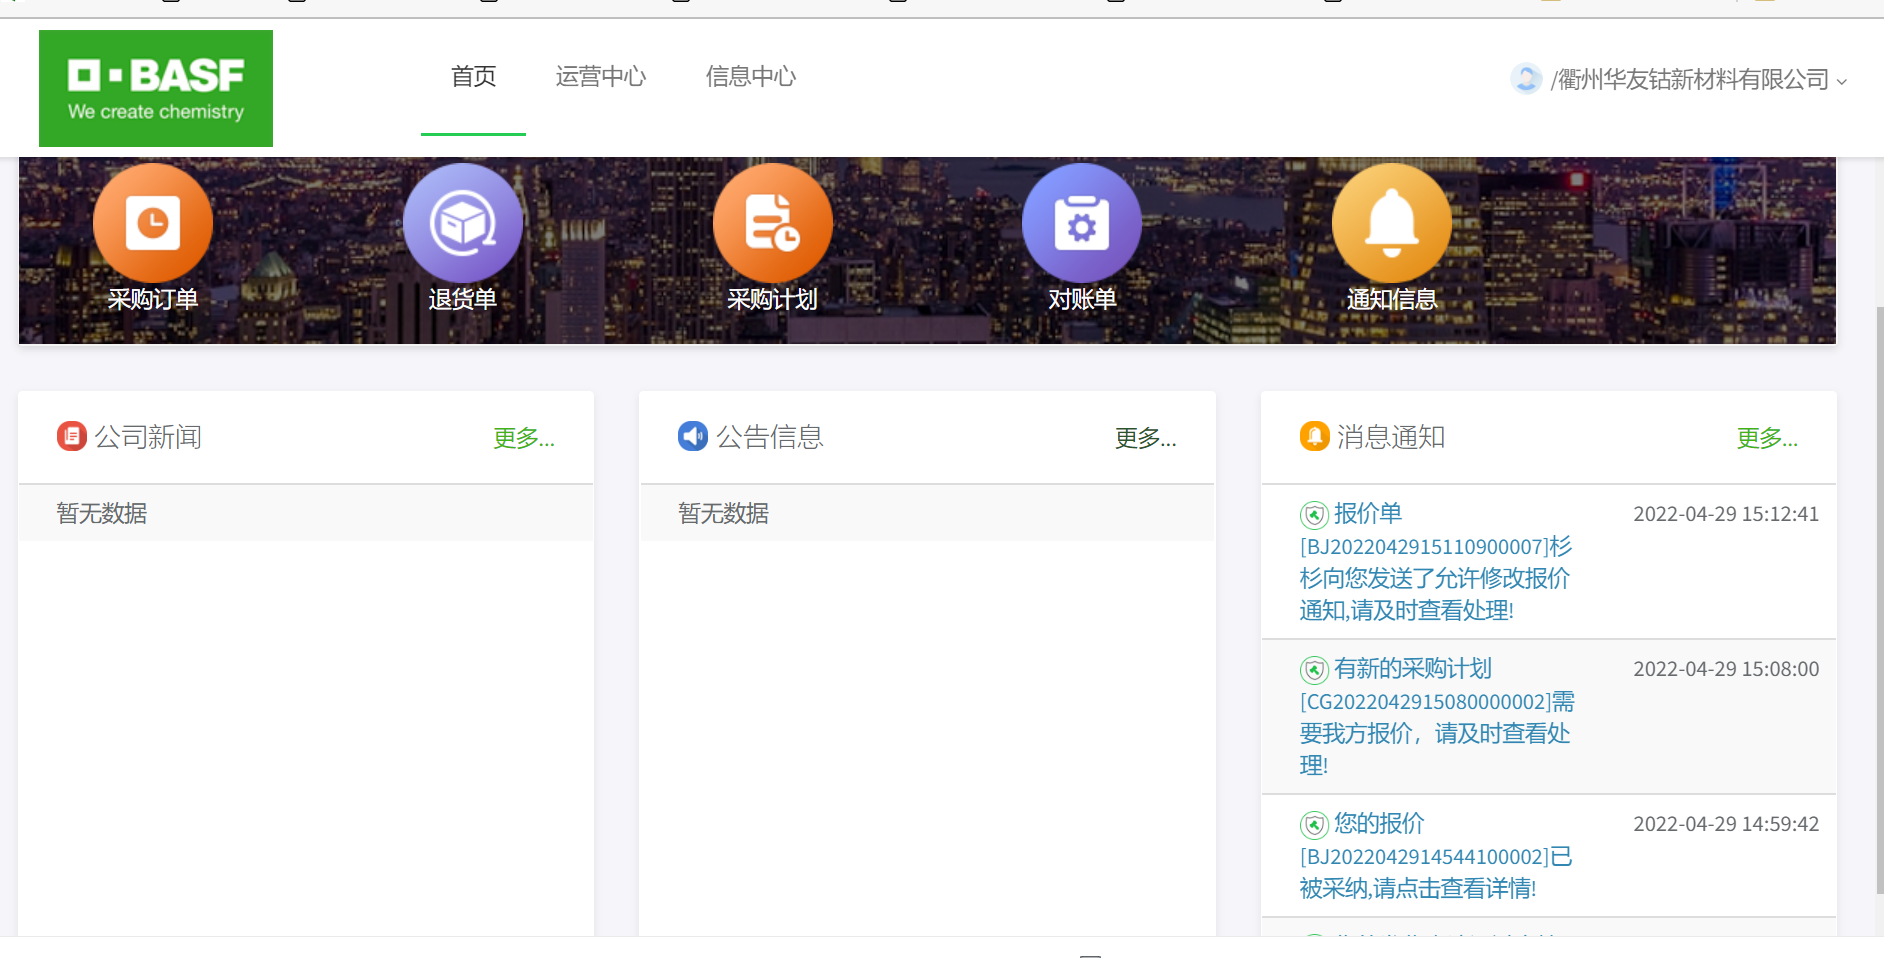 BASF
We create chemistry
首页
运营中心
信息中心
/衢州华友钴新材料有限公司
采购订单
退货单
采购计划
对账单
通知信息
公司新闻
更多...
暂无数据
公告信息
更多...
暂无数据
消息通知
更多...
报价单
2022-04-29 15:12:41
[BJ2022042915110900007]杉
杉向您发送了允许修改报价
通知,请及时查看处理!
有新的采购计划
2022-04-29 15:08:00
[CG2022042915080000002]需
要我方报价，请及时查看处
理!
您的报价
2022-04-29 14:59:42
[BJ2022042914544100002]已
被采纳,请点击查看详情!